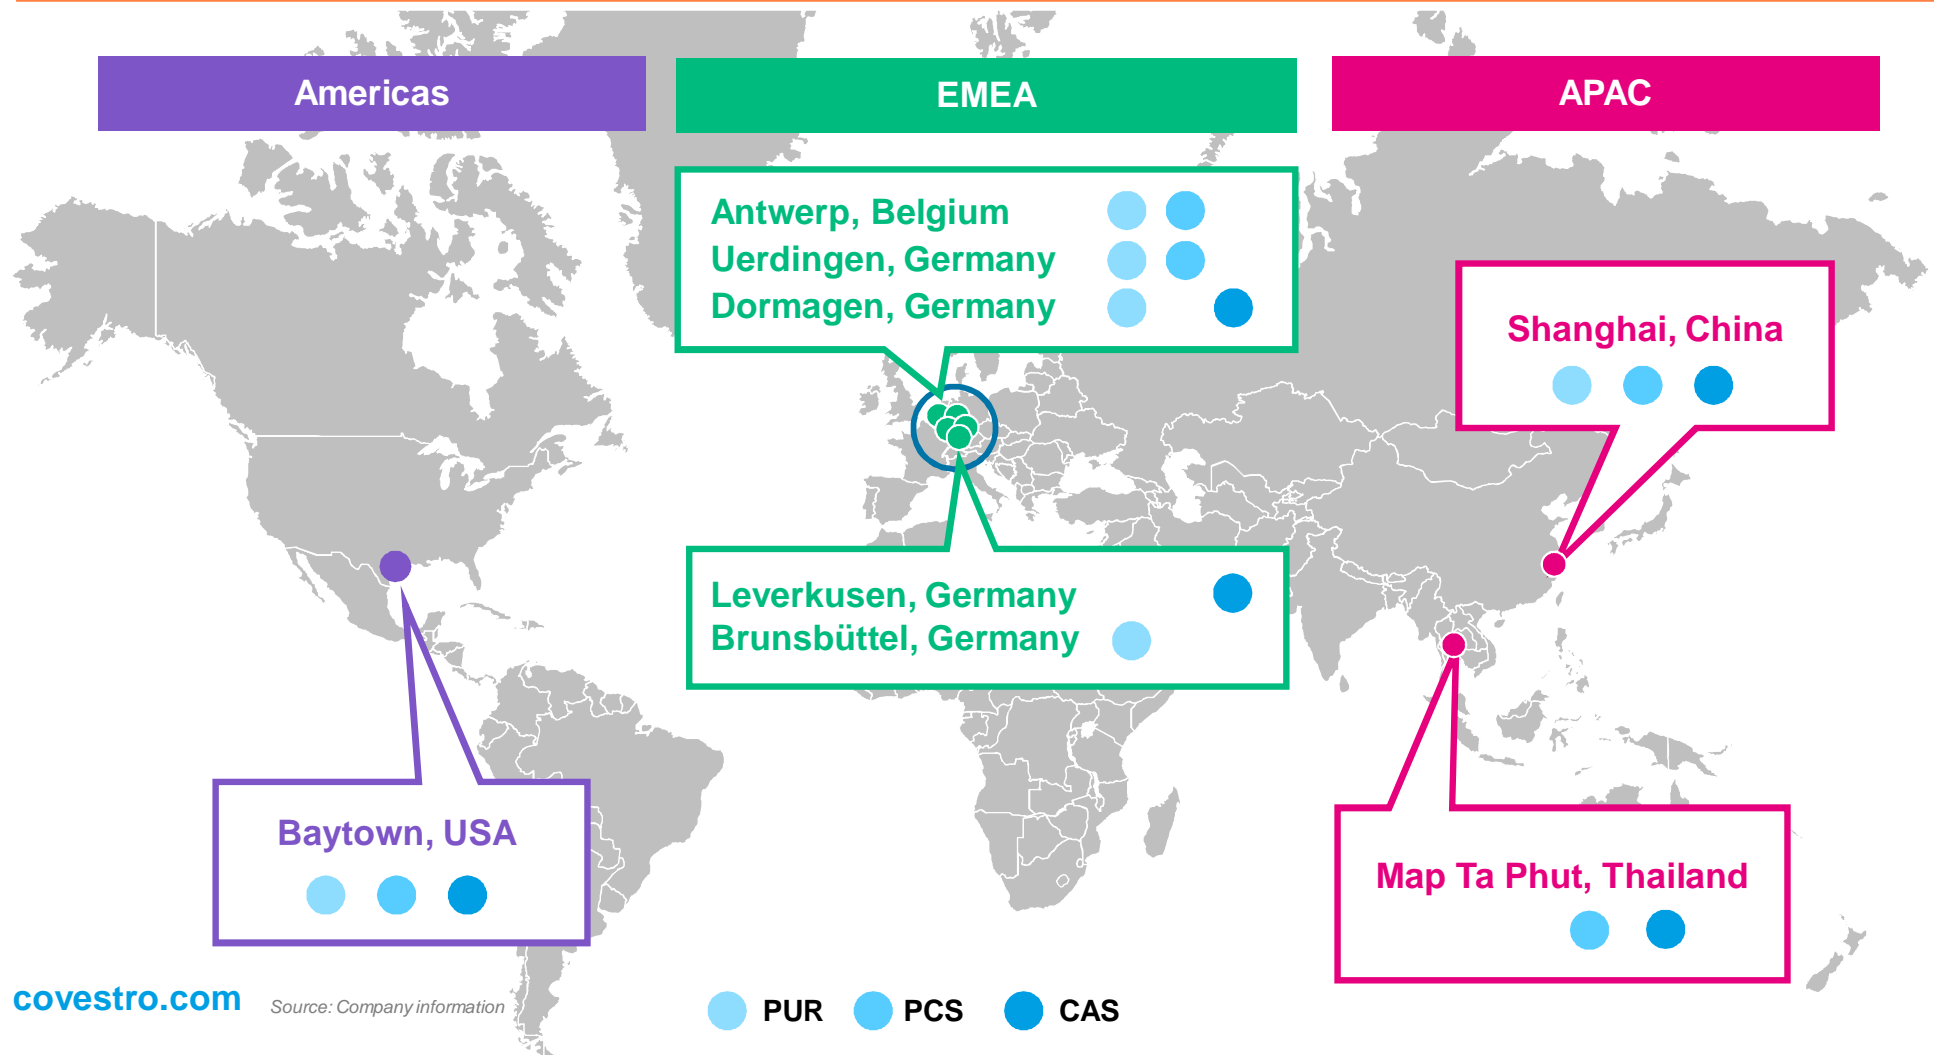 Americas
EMEA
APAC
Antwerp, Belgium
Uerdingen, Germany
Dormagen, Germany
Shanghai, China
Leverkusen, Germany
Brunsbüttel, Germany
Baytown, USA
Map Ta Phut, Thailand
covestro.com
Source: Company information
PUR
PCS
CAS